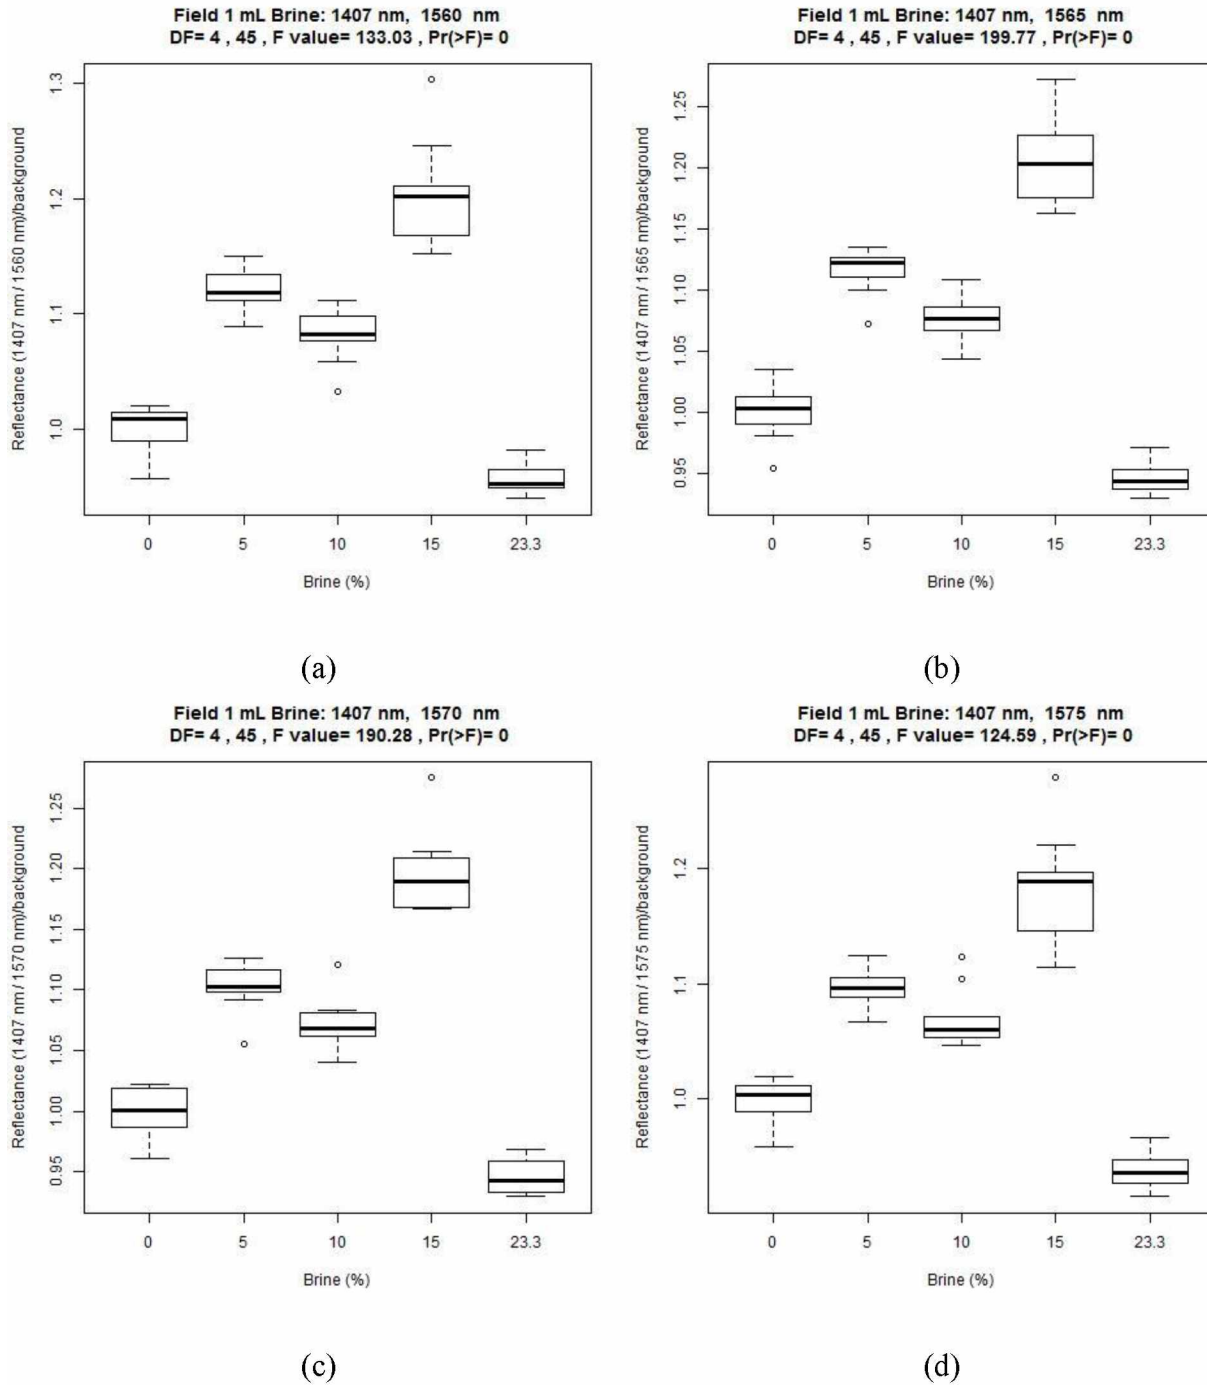 Field 1 mL Brine: 1407 nm,  1560  nm
DF= 4 , 45 , F value= 133.03 , Pr(>F)= 0
Reflectance (1407 nm / 1560 nm)/background
1.3
1.2
1.1
1.0
0 5 10 15 23.3
Brine (%)
(a)
Field 1 mL Brine: 1407 nm,  1565  nm
DF= 4 , 45 , F value= 199.77 , Pr(>F)= 0
Reflectance (1407 nm / 1565 nm)/background
1.25
1.20
1.15
1.10
1.05
1.00
0.95
0 5 10 15 23.3
Brine (%)
(b)
Field 1 mL Brine: 1407 nm,  1570  nm
DF= 4 , 45 , F value= 190.28 , Pr(>F)= 0
Reflectance (1407 nm / 1570 nm)/background
1.25
1.20
1.15
1.10
1.05
1.00
0.95
0 5 10 15 23.3
Brine (%)
(c)
Field 1 mL Brine: 1407 nm,  1575  nm
DF= 4 , 45 , F value= 124.59 , Pr(>F)= 0
Reflectance (1407 nm / 1575 nm)/background
1.2
1.1
1.0
0 5 10 15 23.3
Brine (%)
(d)